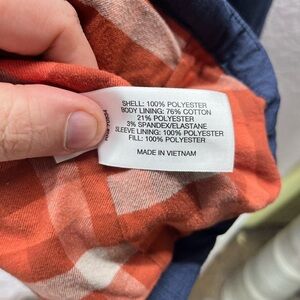 SHELL: 100% POLYESTER
BODY LINING: 76% COTTON
21% POLYESTER
3% SPANDEX/ELASTANE
SLEEVE LINING: 100% POLYESTER
FILL: 100% POLYESTER
MADE IN VIETNAM